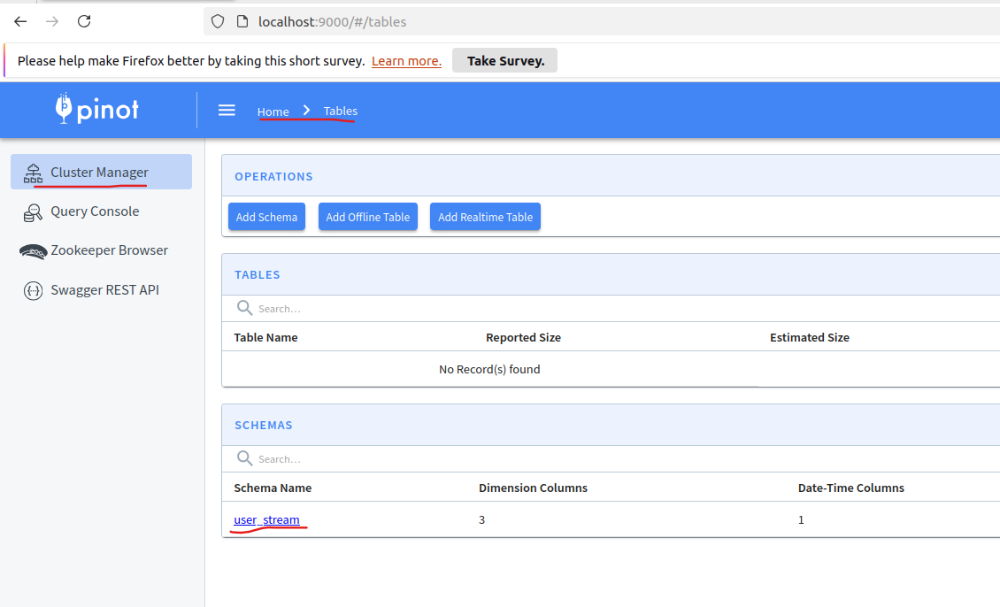 localhost:9000/#/tables
Please help make Firefox better by taking this short survey. Learn more. Take Survey.
pinot Home Tables
Cluster Manager
Query Console
Zookeeper Browser
Swagger REST API
OPERATIONS
Add Schema Add Offline Table Add Realtime Table
TABLES
Search...
Table Name Reported Size Estimated Size
No Record(s) found
SCHEMAS
Search...
Schema Name Dimension Columns Date-Time Columns
user_stream 3 1